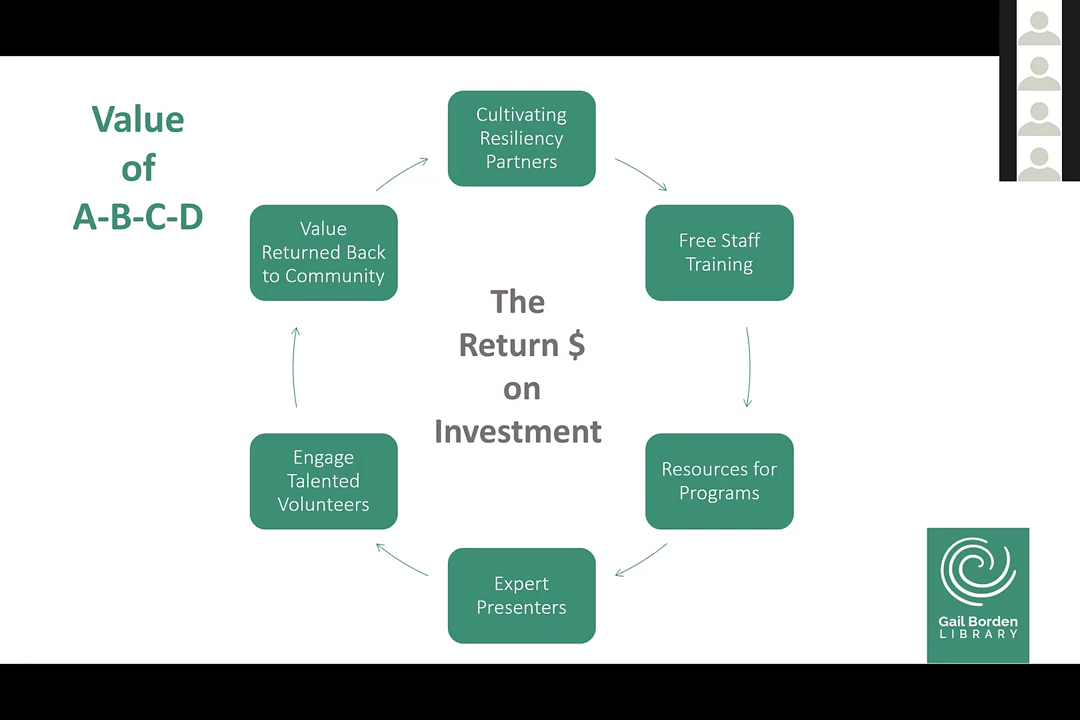 Value
of
A-B-C-D
Cultivating
Resiliency
Partners
Free Staff
Training
Resources for
Programs
Expert
Presenters
Engage
Talented
Volunteers
Value
Returned Back
to Community
The
Return $
on
Investment
Gail Borden
LIBRARY